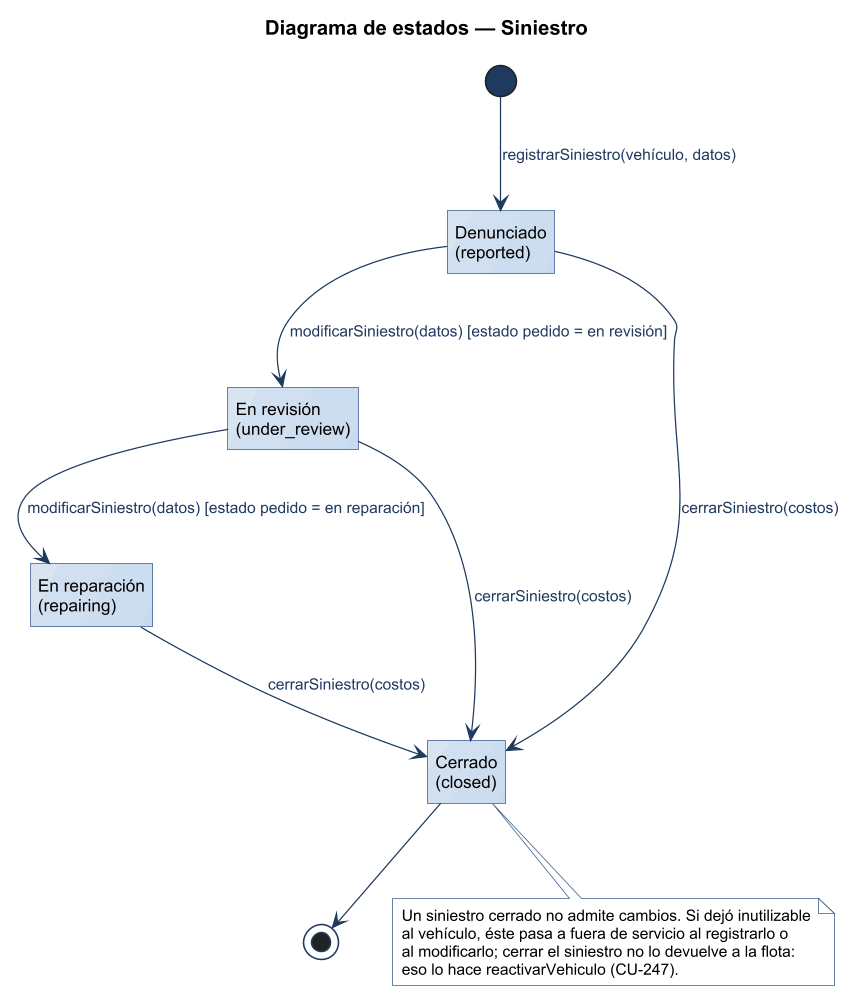 Diagrama de estados — Siniestro
registrarSiniestro(vehículo, datos)
Denunciado
(reported)
modificarSiniestro(datos) [estado pedido = en revisión]
En revisión
(under_review)
modificarSiniestro(datos) [estado pedido = en reparación]
cerrarSiniestro(costos)
En reparación
(repairing)
cerrarSiniestro(costos)
cerrarSiniestro(costos)
Cerrado
(closed)
Un siniestro cerrado no admite cambios. Si dejó inutilizable
al vehículo, éste pasa a fuera de servicio al registrarlo o
al modificarlo; cerrar el siniestro no lo devuelve a la flota:
eso lo hace reactivarVehiculo (CU-247).